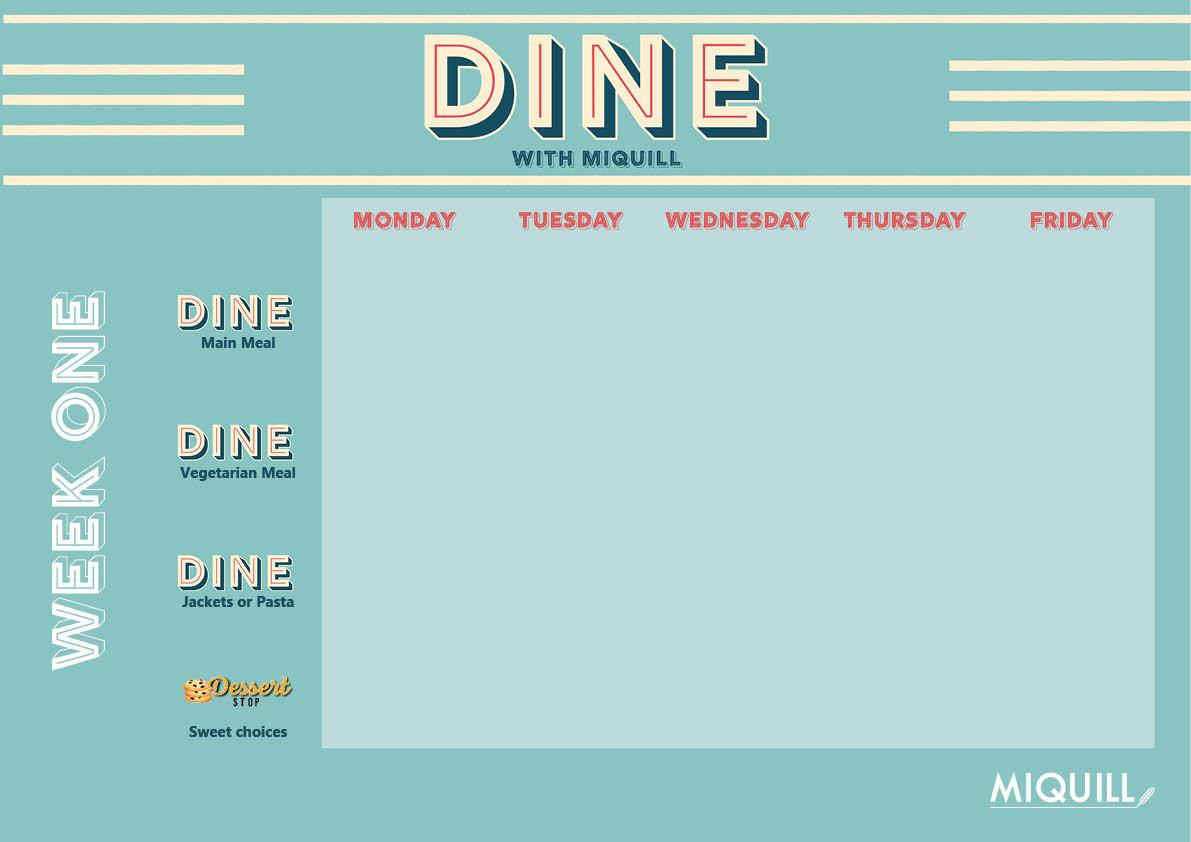 DINE
WITH MIQUILL
MONDAY TUESDAY WEDNESDAY THURSDAY FRIDAY
WEEK ONE
DINE
Main Meal
DINE
Vegetarian Meal
DINE
Jackets or Pasta
Dessert
STOP
Sweet choices
MIQUILL